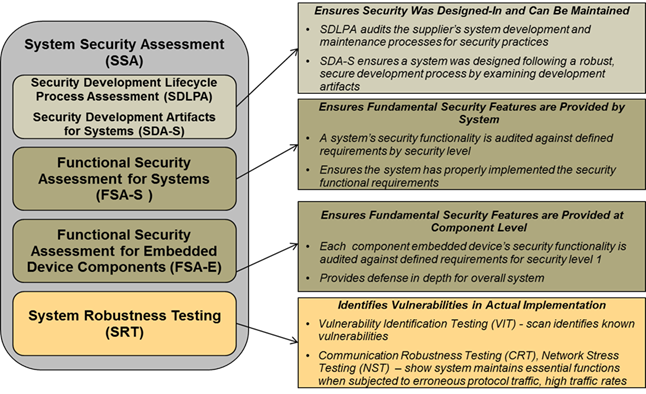 System Security Assessment
(SSA)
Security Development Lifecycle
Process Assessment (SDLPA)
Security Development Artifacts
for Systems (SDA-S)
Functional Security
Assessment for Systems
(FSA-S )
Functional Security
Assessment for Embedded
Device Components (FSA-E)
System Robustness Testing
(SRT)
Ensures Security Was Designed-In and Can Be Maintained
• SDLPA audits the supplier's system development and
maintenance processes for security practices
• SDA-S ensures a system was designed following a robust,
secure development process by examining development
artifacts
Ensures Fundamental Security Features are Provided by
System
• A system's security functionality is audited against defined
requirements by security level
• Ensures the system has properly implemented the security
functional requirements
Ensures Fundamental Security Features are Provided at
Component Level
• Each component embedded device's security functionality is
audited against defined requirements for security level 1
• Provides defense in depth for overall system
Identifies Vulnerabilities in Actual Implementation
• Vulnerability Identification Testing (VIT) - scan identifies known
vulnerabilities
• Communication Robustness Testing (CRT), Network Stress
Testing (NST) – show system maintains essential functions
when subjected to erroneous protocol traffic, high traffic rates